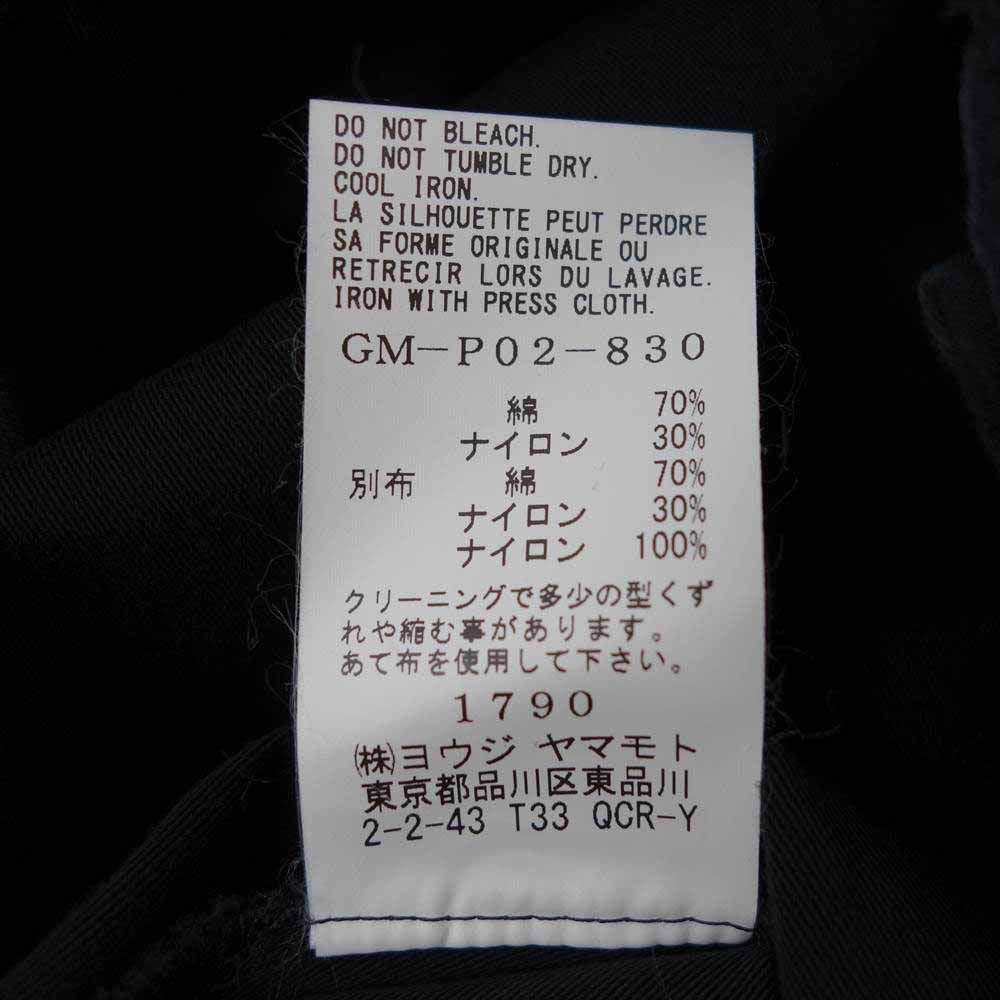 DO NOT BLEACH.
DO NOT TUMBLE DRY.
COOL IRON.
LA SILHOUETTE PEUT PERDRE
SA FORME ORIGINALE OU
RETRECIR LORS DU LAVAGE.
IRON WITH PRESS CLOTH.
GM-P02-830
綿 70%
ナイロン 30%
別布 綿 70%
ナイロン 30%
ナイロン 100%
クリーニングで多少の型くず
れや縮む事があります。
あて布を使用して下さい。
1790
㈱ヨウジ ヤマモト
東京都品川区東品川
2-2-43 T33 QCR-Y